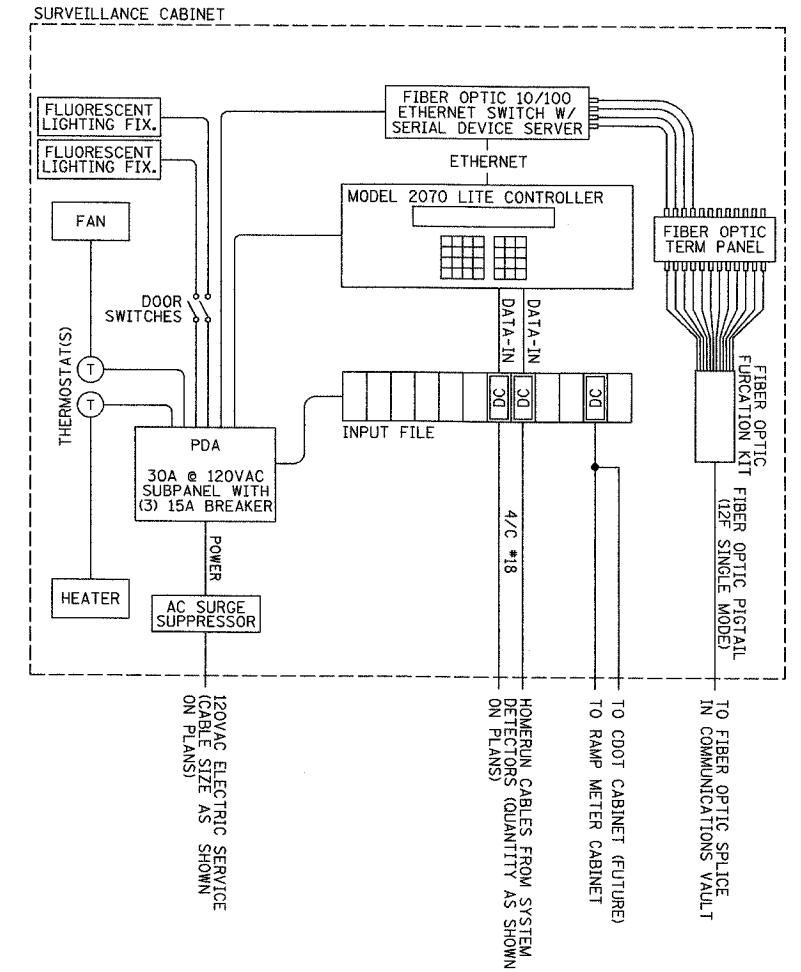 SURVEILLANCE CABINET
FLUORESCENT
LIGHTING FIX.
FLUORESCENT
LIGHTING FIX.
FIBER OPTIC 10/100
ETHERNET SWITCH W/
SERIAL DEVICE SERVER
ETHERNET
MODEL 2070 LITE CONTROLLER
FAN
FIBER OPTIC
TERM PANEL
DOOR
SWITCHES
DATA-IN
DATA-IN
THERMOSTAT(S)
T
T
DC
DC
DC
INPUT FILE
FIBER OPTIC
FURCATION KIT
PDA
30A @ 120VAC
SUBPANEL WITH
(3) 15A BREAKER
4/C #18
FIBER OPTIC PIGTAIL
(12F SINGLE MODE)
POWER
HEATER
AC SURGE
SUPPRESSOR
120VAC ELECTRIC SERVICE
(CABLE SIZE AS SHOWN
ON PLANS)
HOMERUN CABLES FROM SYSTEM
DETECTORS (QUANTITY AS SHOWN
ON PLANS)
TO CDOT CABINET (FUTURE)
TO RAMP METER CABINET
TO FIBER OPTIC SPLICE
IN COMMUNICATIONS VAULT